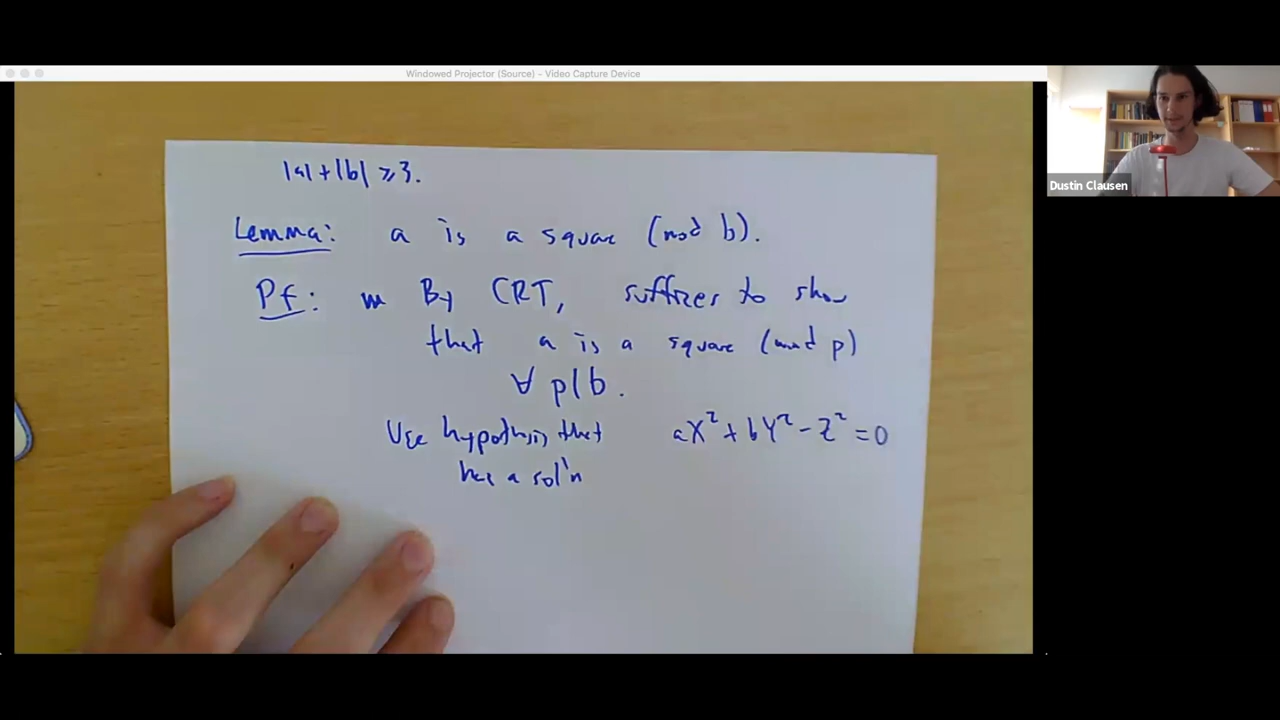 Windowed Projector (Source) - Video Capture Device
Dustin Clausen
|a|+|b| ⩾ 3.
Lemma: a is a square (mod b).
Pf: By CRT, suffices to show
that a is a square (mod p)
∀ p|b.
Use hypothesis that aX² + bY² - Z² = 0
has a sol'n